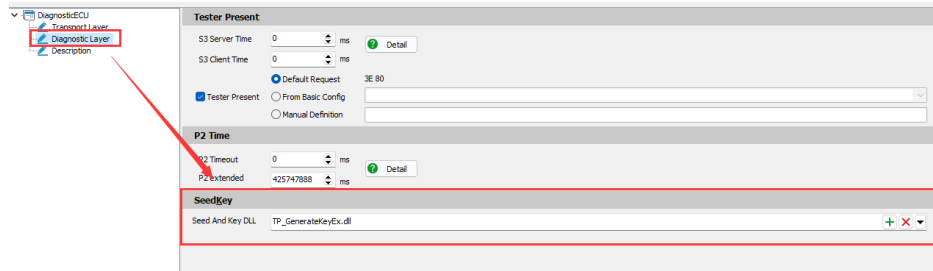 DiagnosticECU
Transport Layer
Diagnostic Layer
Description
Tester Present
S3 Server Time 0 ms Detail
S3 Client Time 0 ms
Default Request 3E 80
Tester Present From Basic Config
Manual Definition
P2 Time
P2 Timeout 0 ms Detail
P2 extended 425747888 ms
SeedKey
Seed And Key DLL TP_GenerateKeyEx.dll